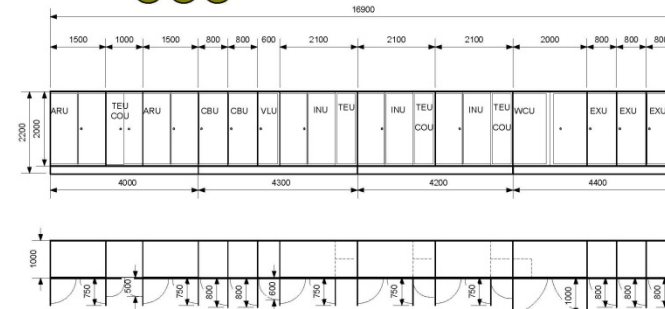 16900
1500 1000 1500 800 800 600 2100 2100 2100 2000 800 800 800
2200 2000
ARU TEU COU ARU CBU CBU VLU INU TEU INU TEU COU INU TEU COU WCU EXU EXU EXU
4000 4300 4200 4400
1000
750 500 750 800 800 600 750 750 750 1000 800 800 800